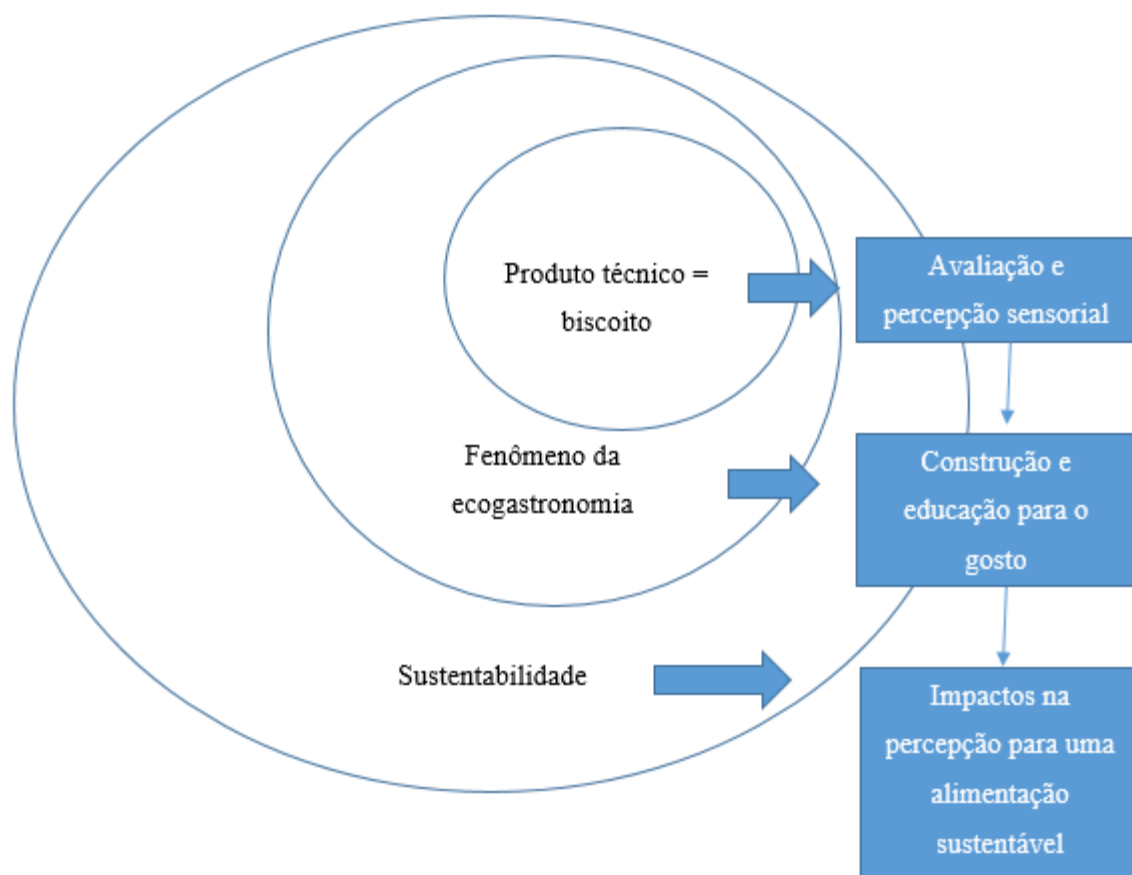 Produto técnico =
biscoito
Avaliação e
percepção sensorial
Fenômeno da
ecogastronomia
Construção e
educação para o
gosto
Sustentabilidade
Impactos na
percepção para uma
alimentação
sustentável